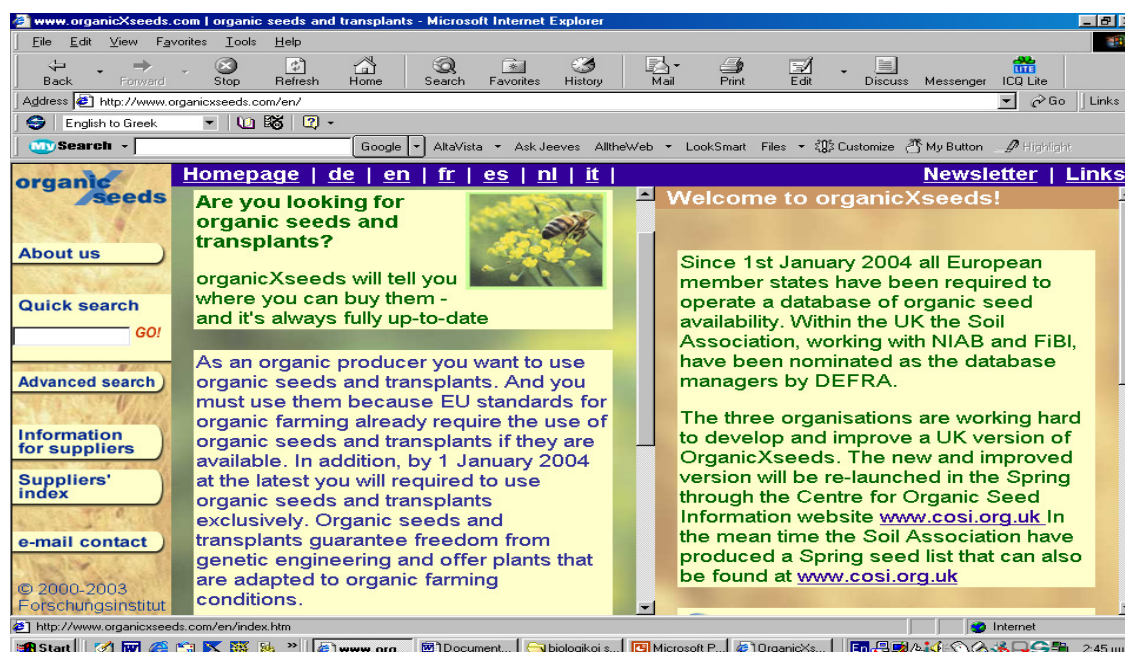 www.organicXseeds.com | organic seeds and transplants - Microsoft Internet Explorer
File Edit View Favorites Tools Help
Back Forward Stop Refresh Home Search Favorites History Mail Print Edit Discuss Messenger ICQ Lite
Address http://www.organicxseeds.com/en/ Go Links
English to Greek
My Search Google AltaVista Ask Jeeves AlltheWeb LookSmart Files Customize My Button Highlight
organicXseeds
Homepage | de | en | fr | es | nl | it |
Newsletter | Links
About us
Quick search
GO!
Advanced search
Information
for suppliers
Suppliers'
index
e-mail contact
© 2000-2003
Forschungsinstitut
Are you looking for
organic seeds and
transplants?
organicXseeds will tell you
where you can buy them -
and it's always fully up-to-date
As an organic producer you want to use
organic seeds and transplants. And you
must use them because EU standards for
organic farming already require the use of
organic seeds and transplants if they are
available. In addition, by 1 January 2004
at the latest you will required to use
organic seeds and transplants
exclusively. Organic seeds and
transplants guarantee freedom from
genetic engineering and offer plants that
are adapted to organic farming
conditions.
Welcome to organicXseeds!
Since 1st January 2004 all European
member states have been required to
operate a database of organic seed
availability. Within the UK the Soil
Association, working with NIAB and FiBl,
have been nominated as the database
managers by DEFRA.
The three organisations are working hard
to develop and improve a UK version of
OrganicXseeds. The new and improved
version will be re-launched in the Spring
through the Centre for Organic Seed
Information website www.cosi.org.uk In
the mean time the Soil Association have
produced a Spring seed list that can also
be found at www.cosi.org.uk
http://www.organicxseeds.com/en/index.htm Internet
Start » www.org... Document... biologikoi s... Microsoft P... OrganicXs... En 2:45 μμ